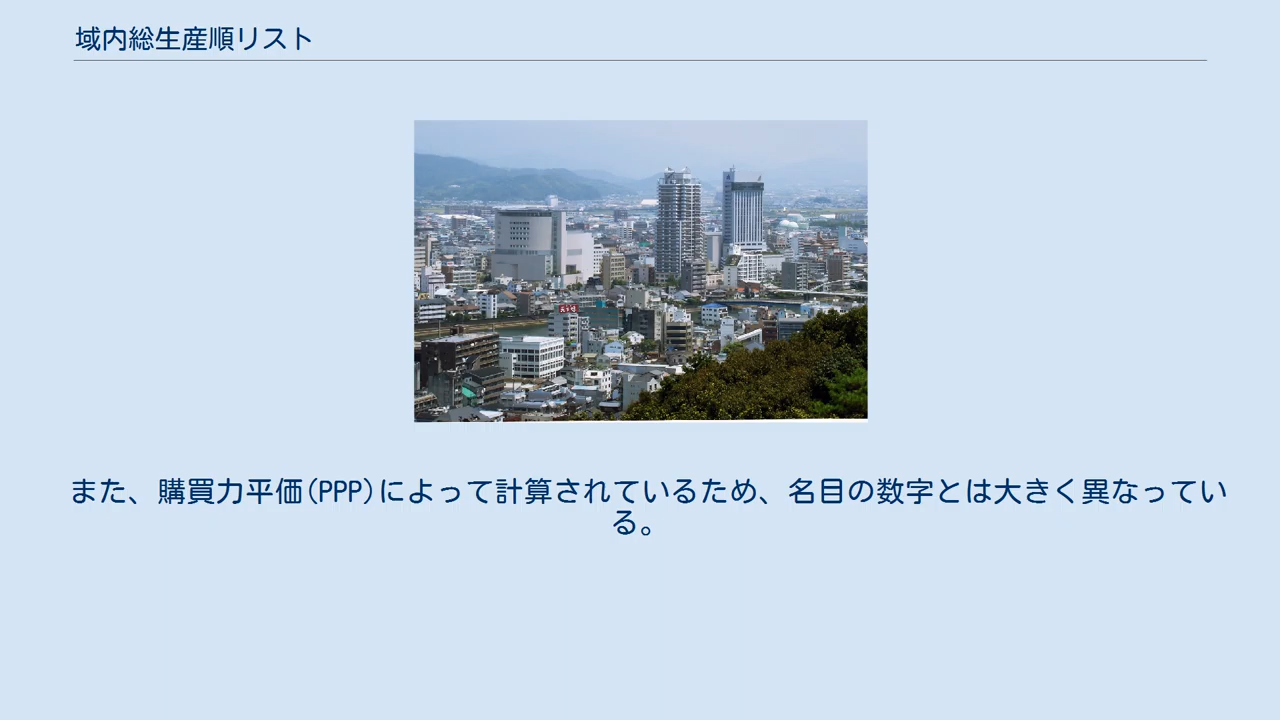 域内総生産順リスト
また、購買力平価(PPP)によって計算されているため、名目の数字とは大きく異なってい
る。